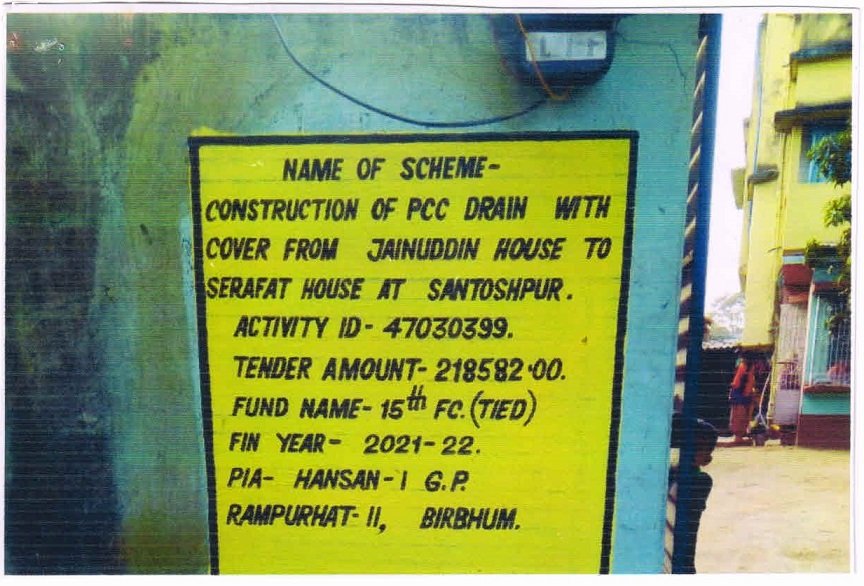 NAME OF SCHEME-
CONSTRUCTION OF PCC DRAIN WITH
COVER FROM JAINUDDIN HOUSE TO
SERAFAT HOUSE AT SANTOSHPUR.
ACTIVITY ID- 47030399.
TENDER AMOUNT- 218582.00.
FUND NAME- 15th FC. (TIED)
FIN YEAR- 2021-22.
PIA- HANSAN-I G.P.
RAMPURHAT-II, BIRBHUM.